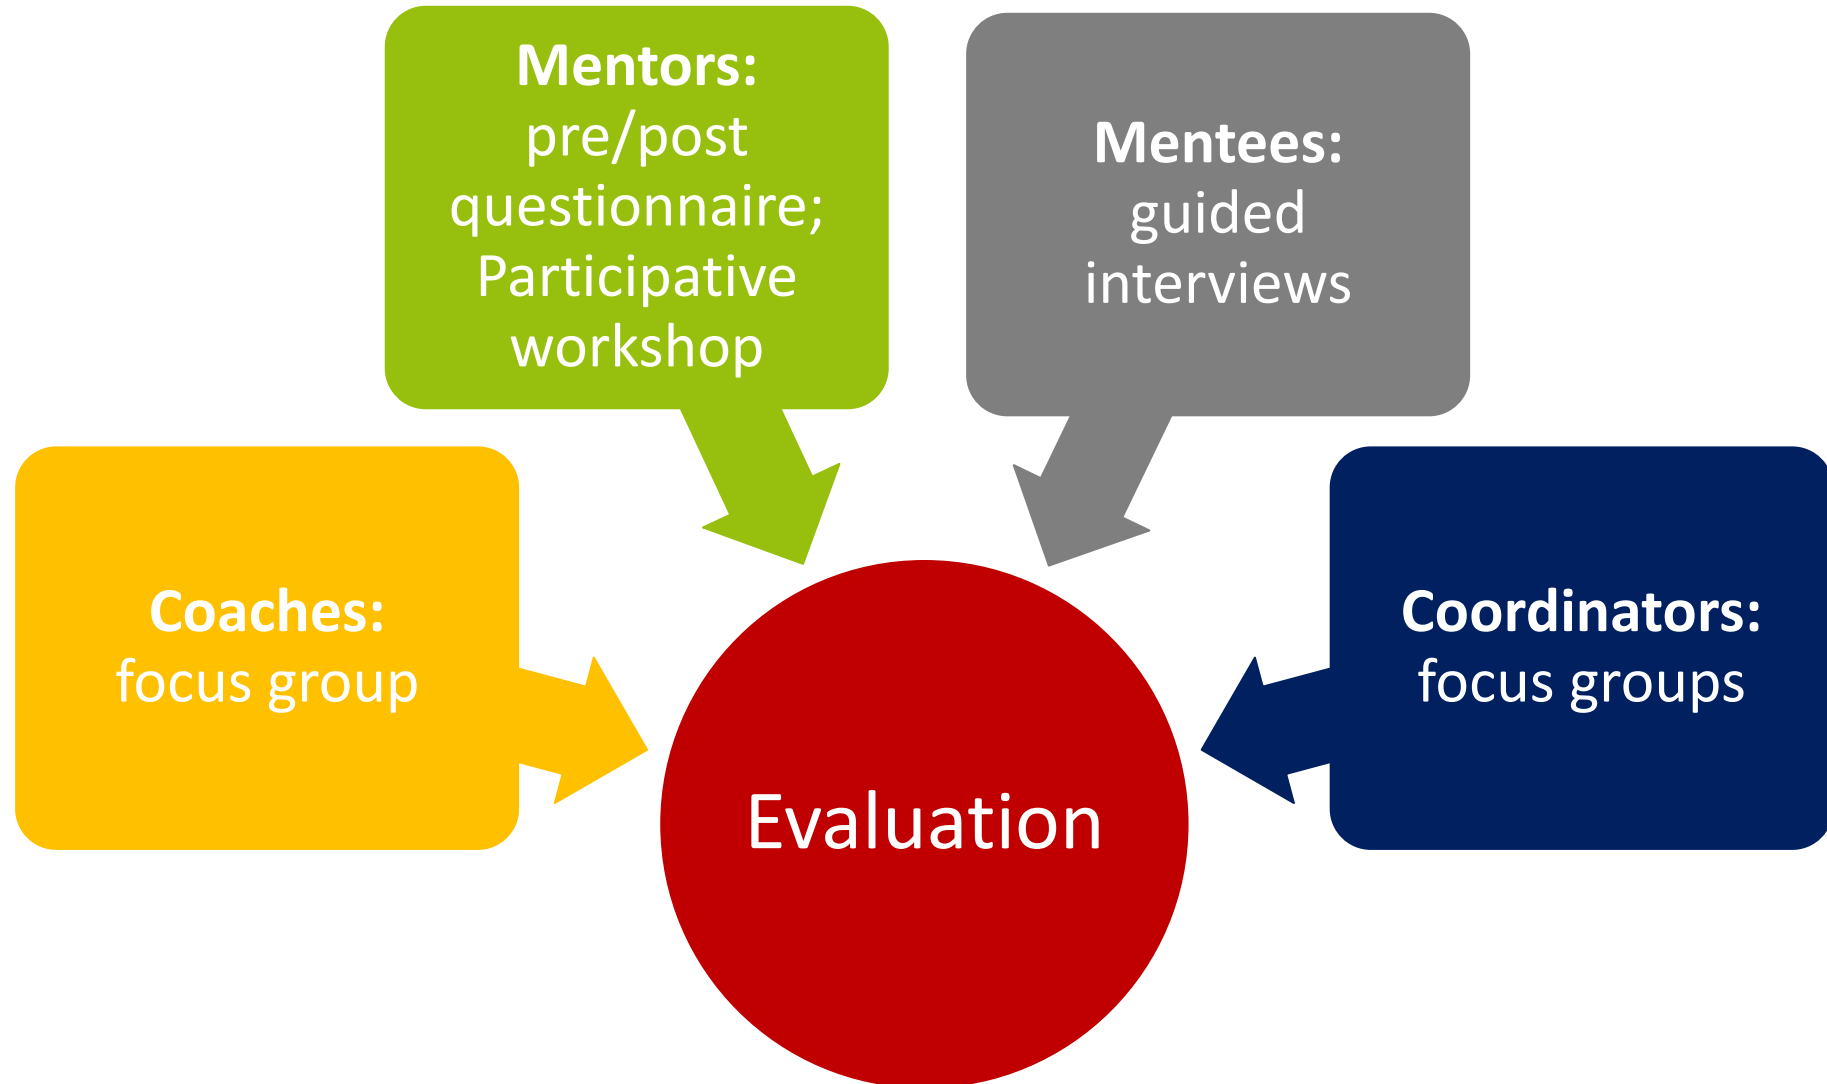 Mentors:
pre/post
questionnaire;
Participative
workshop
Mentees:
guided
interviews
Coaches:
focus group
Coordinators:
focus groups
Evaluation